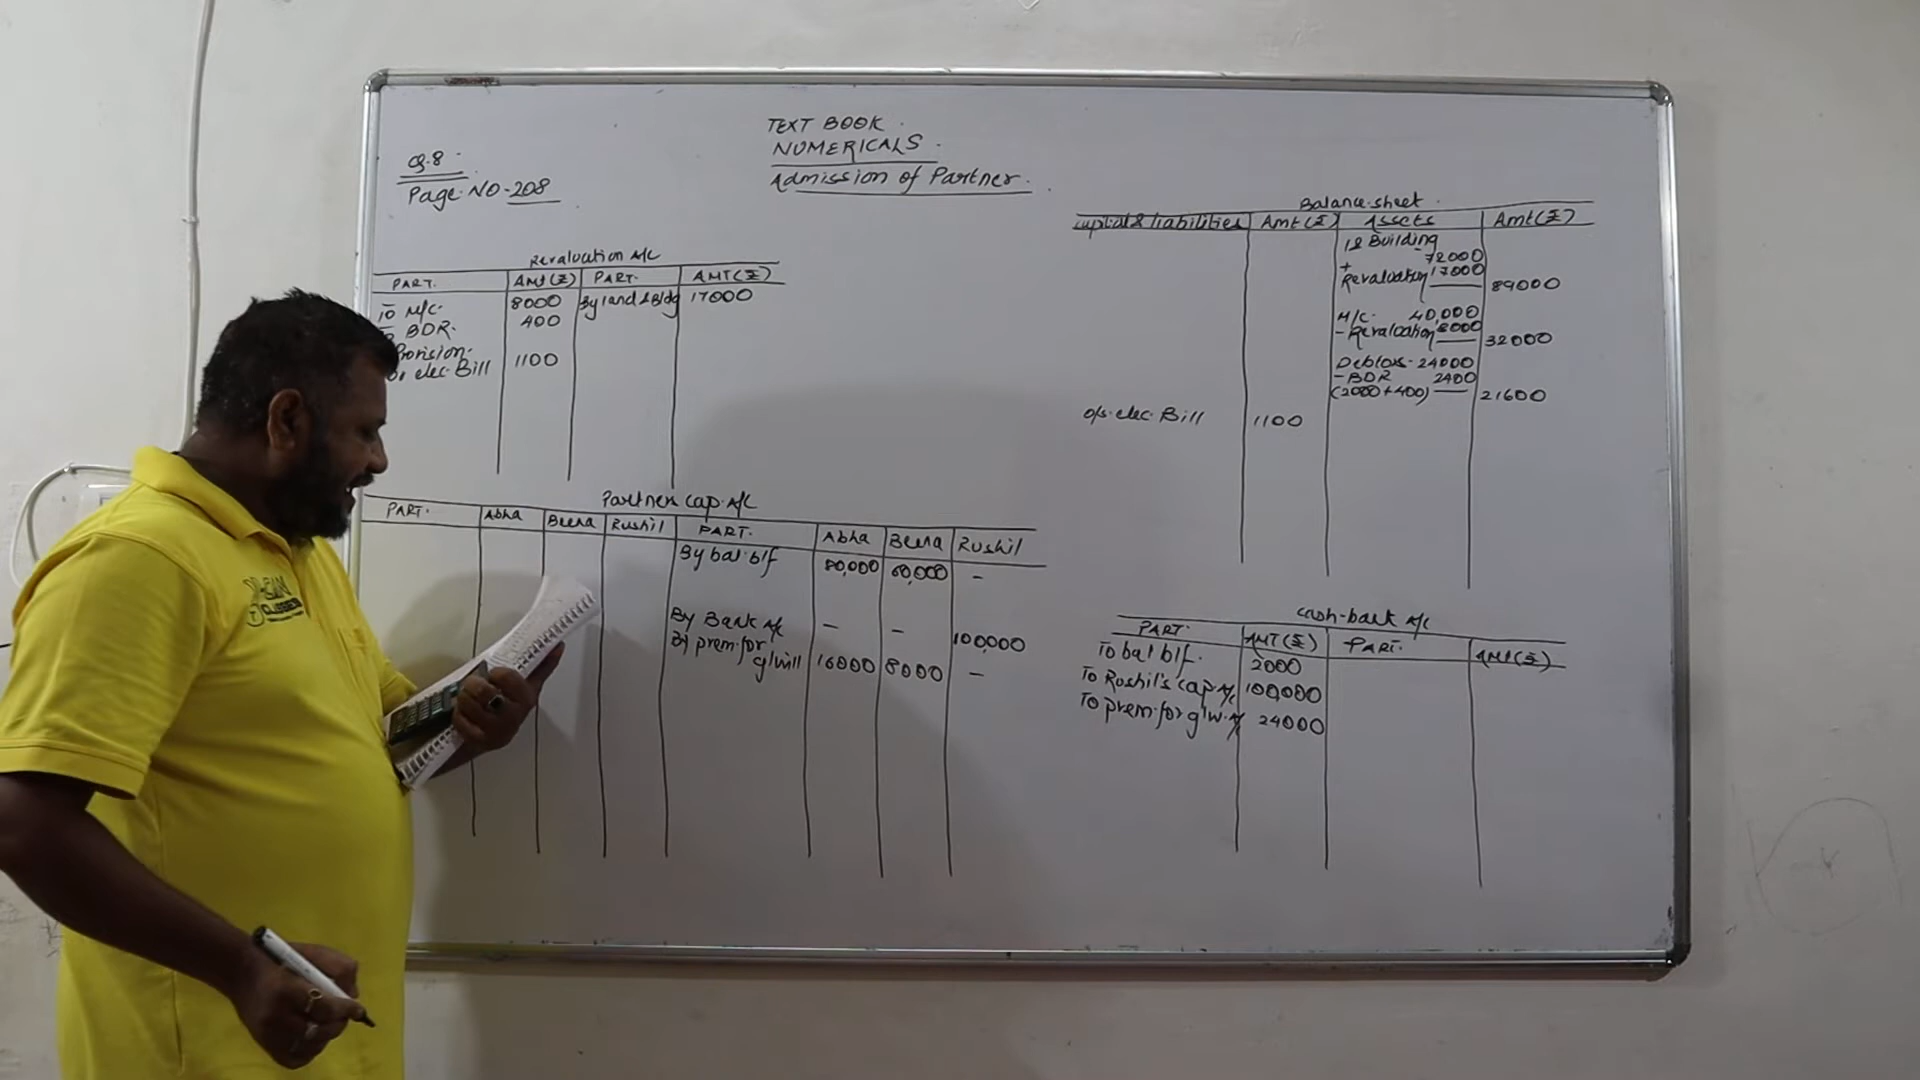 TEXT BOOK
NUMERICALS
Admission of Partner
Q.8
Page No-208
Revaluation A/c
PART. AMT(₹) PART. AMT(₹)
To M/c. 8000 By land & Bldg 17000
BDR. 400
Provision
elec. Bill 1100
Partners cap. A/c
PART. Abha Beena Rushil PART. Abha Beena Rushil
By bal. b/f 80,000 60,000 -
By Bank A/c - - 100,000
By prem. for
g/will 16000 8000 -
Balance sheet
capital & liabilities Amt(₹) Assets Amt(₹)
l & Building
72000
+
Revaluation 17000 89000
M/c. 40,000
- Revaluation 8000 32000
Debtors - 24000
- BDR 2400
(2000+400) 21600
o/s. elec. Bill 1100
cash-bank A/c
PART. AMT(₹) PART. AMT(₹)
To bal b/f. 2000
To Rushil's cap. A/c 100,000
To prem. for g/w. A/c 24000
CLASSES